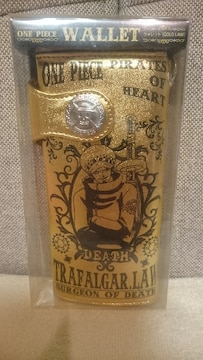 ONE PIECE WALLET
ONE PIECE PIRATES
OF
HEART
DEATH
TRAFALGAR.LAW
SURGEON OF DEATH